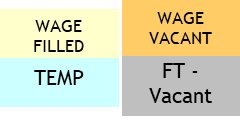 WAGE
FILLED
WAGE
VACANT
TEMP
FT -
Vacant